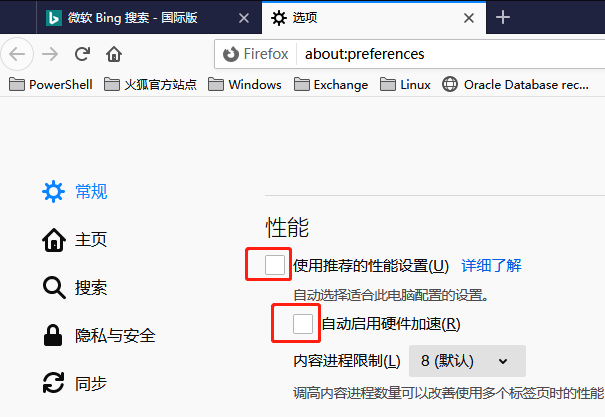 微软 Bing 搜索 - 国际版
选项
Firefox about:preferences
PowerShell 火狐官方站点 Windows Exchange Linux Oracle Database rec...
常规
主页
搜索
隐私与安全
同步
性能
使用推荐的性能设置(U) 详细了解
自动选择适合此电脑配置的设置。
自动启用硬件加速(R)
内容进程限制(L) 8 (默认)
调高内容进程数量可以改善使用多个标签页时的性能